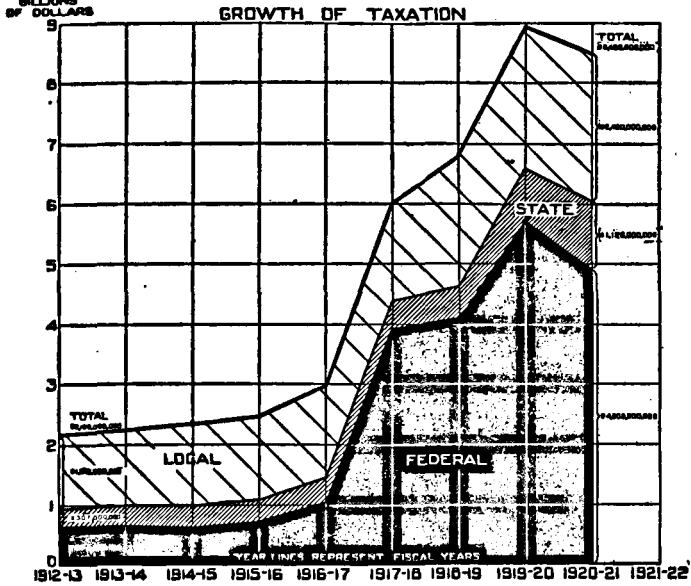 BILLIONS
OF DOLLARS
GROWTH OF TAXATION
9
8
7
6
5
4
3
2
1
0
TOTAL
STATE
TOTAL
LOCAL
FEDERAL
YEAR LINES REPRESENT FISCAL YEARS
1912-13 1913-14 1914-15 1915-16 1916-17 1917-18 1918-19 1919-20 1920-21 1921-22